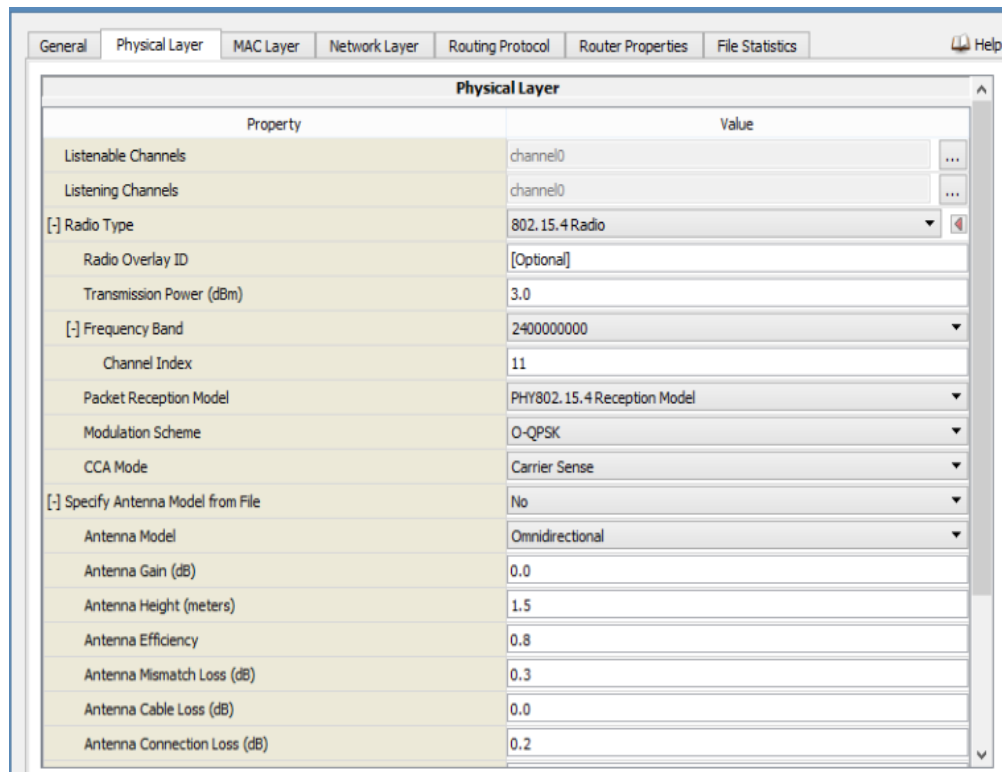 General Physical Layer MAC Layer Network Layer Routing Protocol Router Properties File Statistics Help
Physical Layer
Property Value
Listenable Channels channel0 ...
Listening Channels channel0 ...
[-] Radio Type 802.15.4 Radio
Radio Overlay ID [Optional]
Transmission Power (dBm) 3.0
[-] Frequency Band 2400000000
Channel Index 11
Packet Reception Model PHY802.15.4 Reception Model
Modulation Scheme O-QPSK
CCA Mode Carrier Sense
[-] Specify Antenna Model from File No
Antenna Model Omnidirectional
Antenna Gain (dB) 0.0
Antenna Height (meters) 1.5
Antenna Efficiency 0.8
Antenna Mismatch Loss (dB) 0.3
Antenna Cable Loss (dB) 0.0
Antenna Connection Loss (dB) 0.2